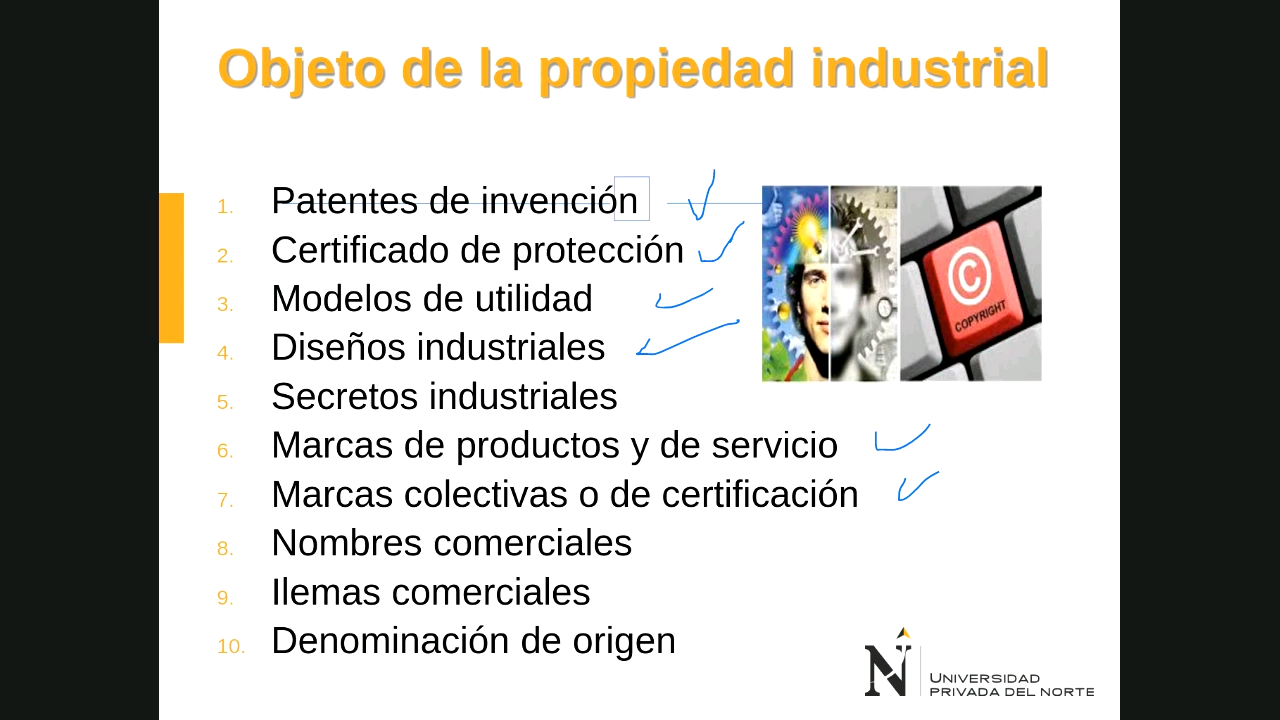 Objeto de la propiedad industrial
1. Patentes de invención
2. Certificado de protección
3. Modelos de utilidad
4. Diseños industriales
5. Secretos industriales
6. Marcas de productos y de servicio
7. Marcas colectivas o de certificación
8. Nombres comerciales
9. Ilemas comerciales
10. Denominación de origen
©
COPYRIGHT
N
UNIVERSIDAD
PRIVADA DEL NORTE